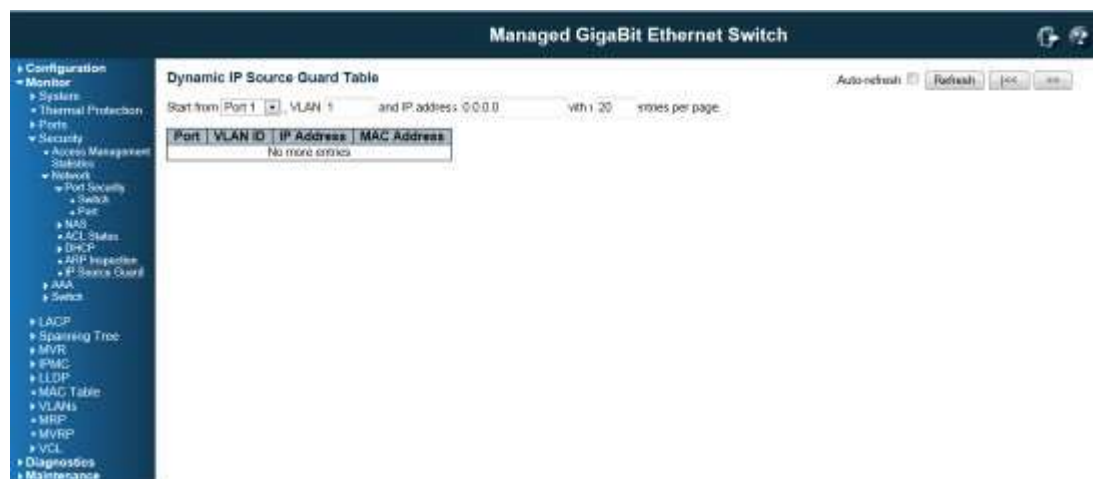 Managed GigaBit Ethernet Switch
Configuration
Monitor
System
Thermal Protection
Ports
Security
Access Management
Statistics
Network
Port Security
Switch
Port
NAS
ACL Status
DHCP
ARP Inspection
IP Source Guard
AAA
Switch
LACP
Spanning Tree
MVR
IPMC
LLDP
MAC Table
VLANs
MRP
MVRP
VCL
Diagnostics
Maintenance
Dynamic IP Source Guard Table
Auto-refresh Refresh |<< >>
Start from Port 1 , VLAN 1 and IP address 0.0.0.0 with 20 entries per page.
Port VLAN ID IP Address MAC Address
No more entries